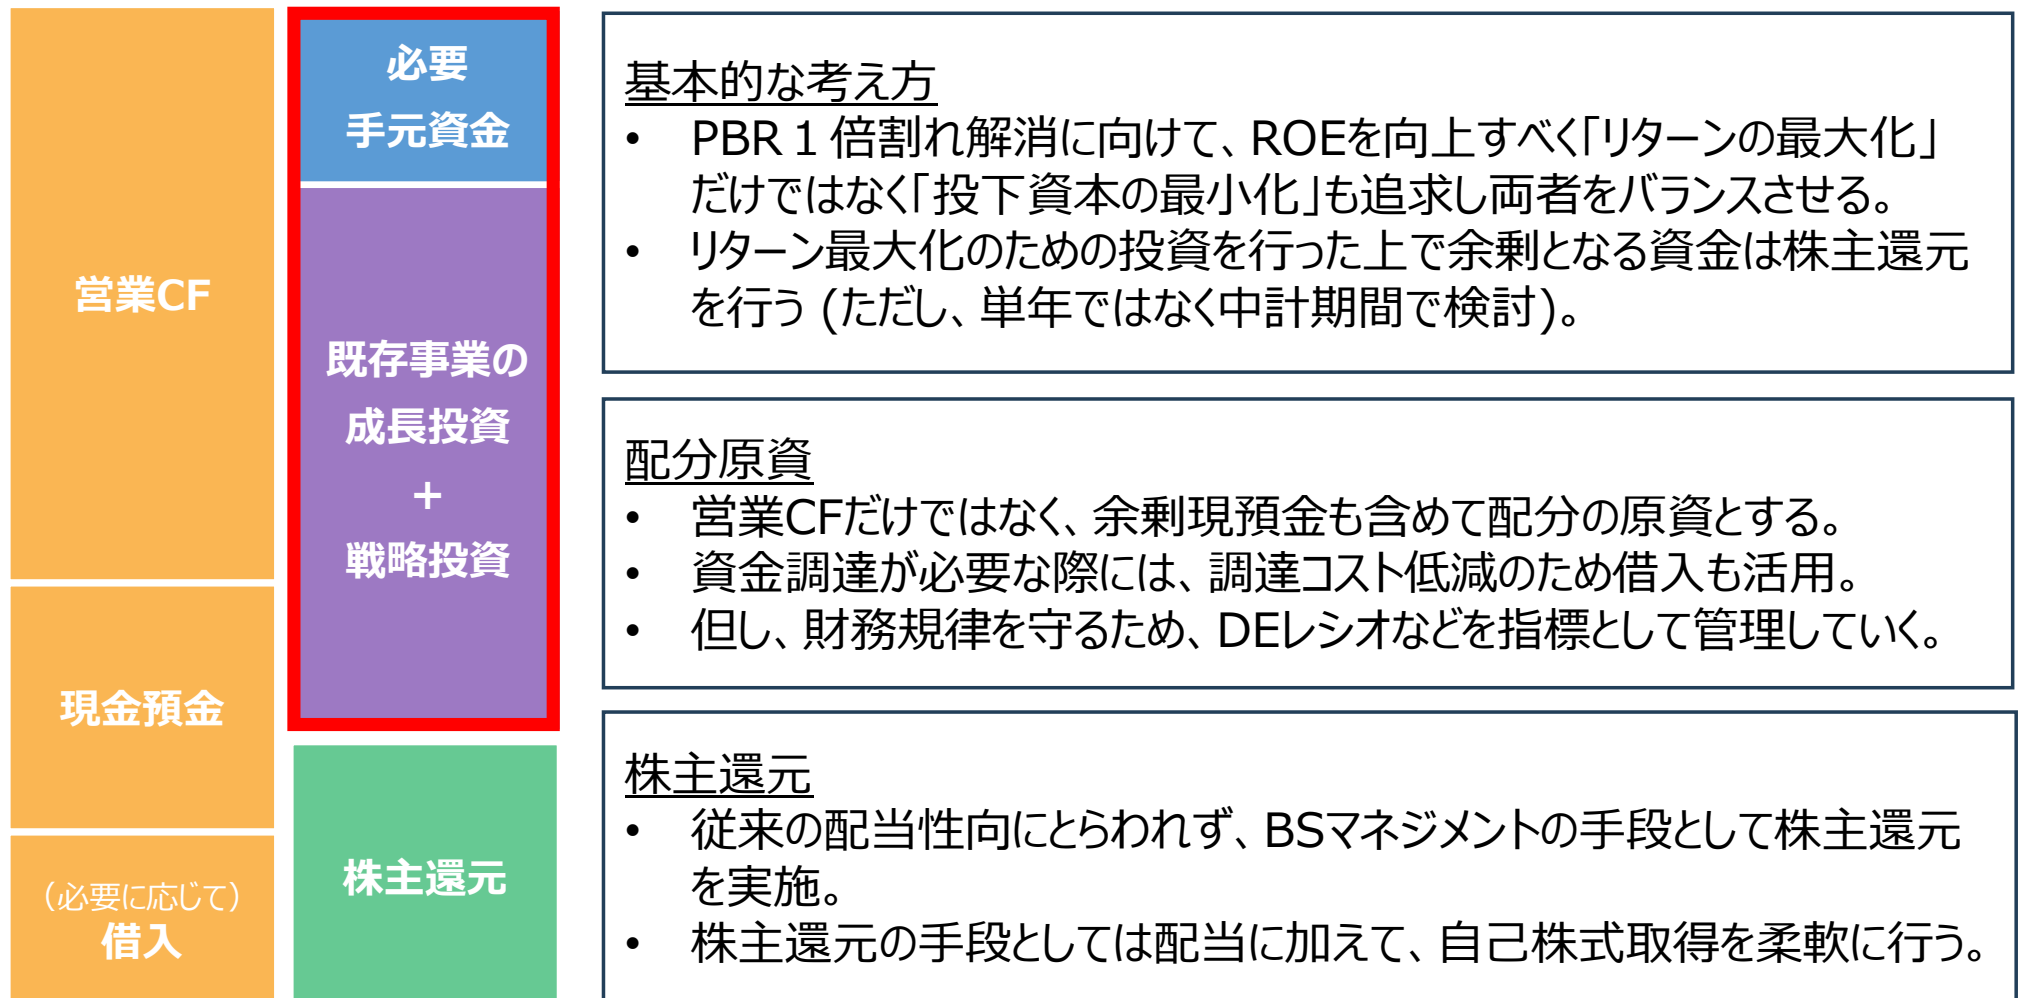 営業CF
現金預金
（必要に応じて）
借入
必要
手元資金
既存事業の
成長投資
+
戦略投資
株主還元
基本的な考え方
• PBR１倍割れ解消に向けて、ROEを向上すべく「リターンの最大化」
だけではなく「投下資本の最小化」も追求し両者をバランスさせる。
• リターン最大化のための投資を行った上で余剰となる資金は株主還元
を行う (ただし、単年ではなく中計期間で検討)。
配分原資
• 営業CFだけではなく、余剰現預金も含めて配分の原資とする。
• 資金調達が必要な際には、調達コスト低減のため借入も活用。
• 但し、財務規律を守るため、DEレシオなどを指標として管理していく。
株主還元
• 従来の配当性向にとらわれず、BSマネジメントの手段として株主還元
を実施。
• 株主還元の手段としては配当に加えて、自己株式取得を柔軟に行う。